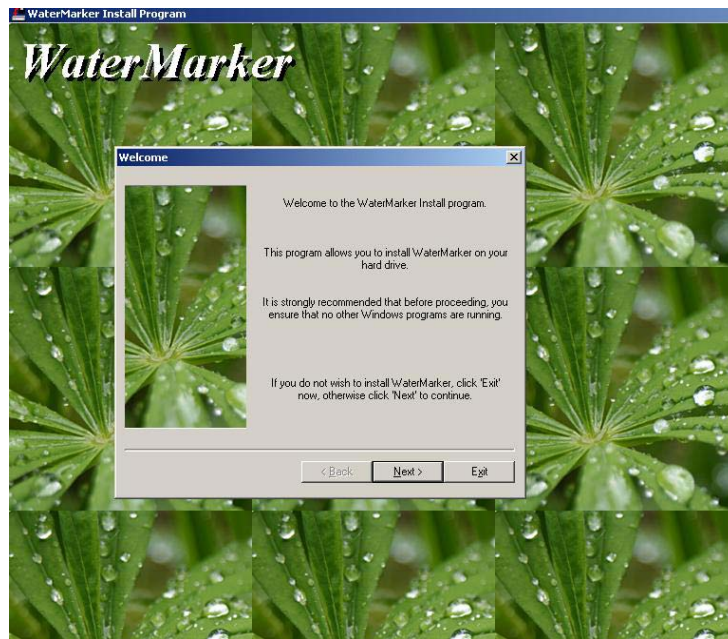 WaterMarker Install Program
WaterMarker
Welcome
Welcome to the WaterMarker Install program.
This program allows you to install WaterMarker on your
hard drive.
It is strongly recommended that before proceeding, you
ensure that no other Windows programs are running.
If you do not wish to install WaterMarker, click 'Exit'
now, otherwise click 'Next' to continue.
< Back Next > Exit